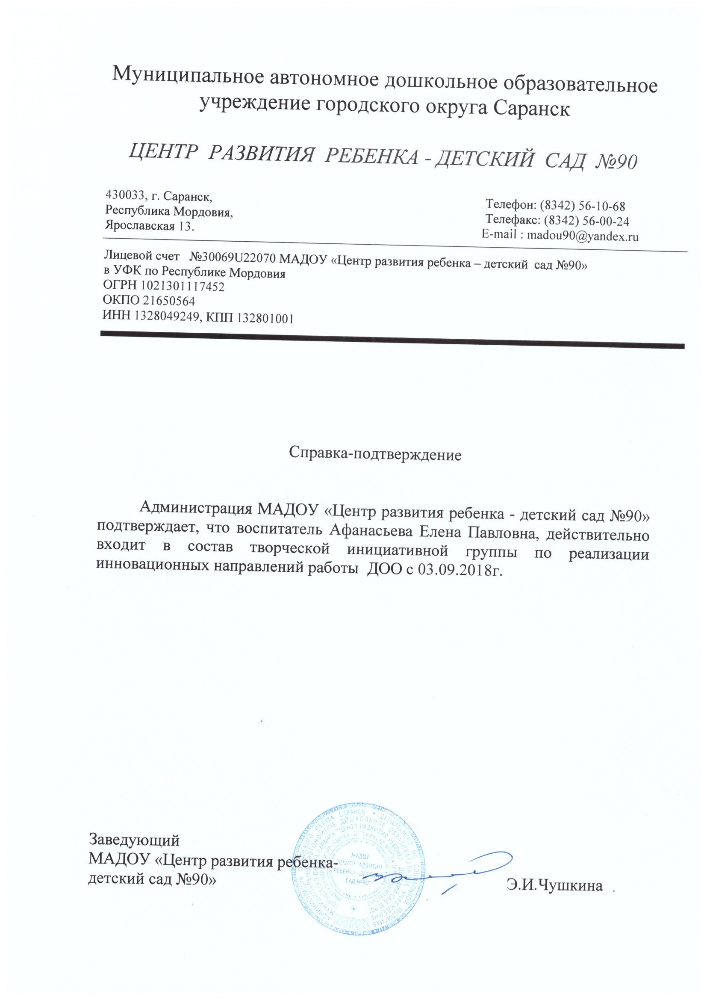 Муниципальное автономное дошкольное образовательное
учреждение городского округа Саранск
ЦЕНТР РАЗВИТИЯ РЕБЕНКА - ДЕТСКИЙ САД №90
430033, г. Саранск,
Республика Мордовия,
Ярославская 13.
Телефон: (8342) 56-10-68
Телефакс: (8342) 56-00-24
E-mail : madou90@yandex.ru
Лицевой счет №30069U22070 МАДОУ «Центр развития ребенка – детский сад №90»
в УФК по Республике Мордовия
ОГРН 1021301117452
ОКПО 21650564
ИНН 1328049249, КПП 132801001
Справка-подтверждение
Администрация МАДОУ «Центр развития ребенка - детский сад №90»
подтверждает, что воспитатель Афанасьева Елена Павловна, действительно
входит в состав творческой инициативной группы по реализации
инновационных направлений работы ДОО с 03.09.2018г.
Заведующий
МАДОУ «Центр развития ребенка-
детский сад №90»
Э.И.Чушкина
МАДОУ
"ЦЕНТР РАЗВИТИЯ
РЕБЕНКА - ДЕТСКИЙ
САД №90"